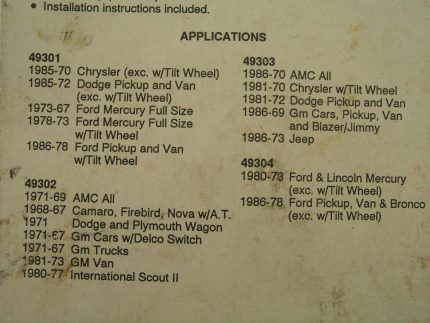 • Installation instructions included.
APPLICATIONS
49301
1985-70 Chrysler (exc. w/Tilt Wheel)
1985-72 Dodge Pickup and Van
(exc. w/Tilt Wheel)
1973-67 Ford Mercury Full Size
1978-73 Ford Mercury Full Size
w/Tilt Wheel
1986-78 Ford Pickup and Van
w/Tilt Wheel
49302
1971-69 AMC All
1968-67 Camaro, Firebird, Nova w/A.T.
1971 Dodge and Plymouth Wagon
1971-67 Gm Cars w/Delco Switch
1971-67 Gm Trucks
1981-73 GM Van
1980-77 International Scout II
49303
1986-70 AMC All
1981-70 Chrysler w/Tilt Wheel
1981-72 Dodge Pickup and Van
1986-69 Gm Cars, Pickup, Van
and Blazer/Jimmy
1986-73 Jeep
49304
1980-73 Ford & Lincoln Mercury
(exc. w/Tilt Wheel)
1986-78 Ford Pickup, Van & Bronco
(exc. w/Tilt Wheel)